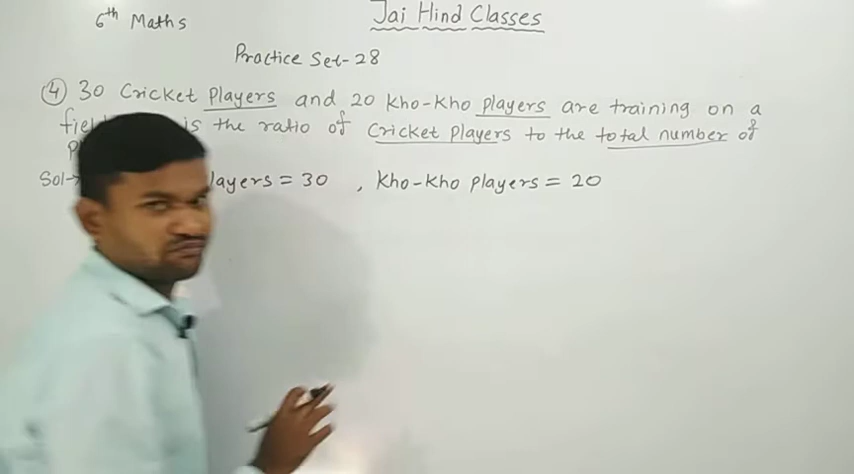 6th Maths
Jai Hind Classes
Practice Set-28
4 30 Cricket Players and 20 Kho-Kho players are training on a
is the ratio of Cricket Players to the total number of
Sol→ layers = 30 , Kho-Kho Players = 20